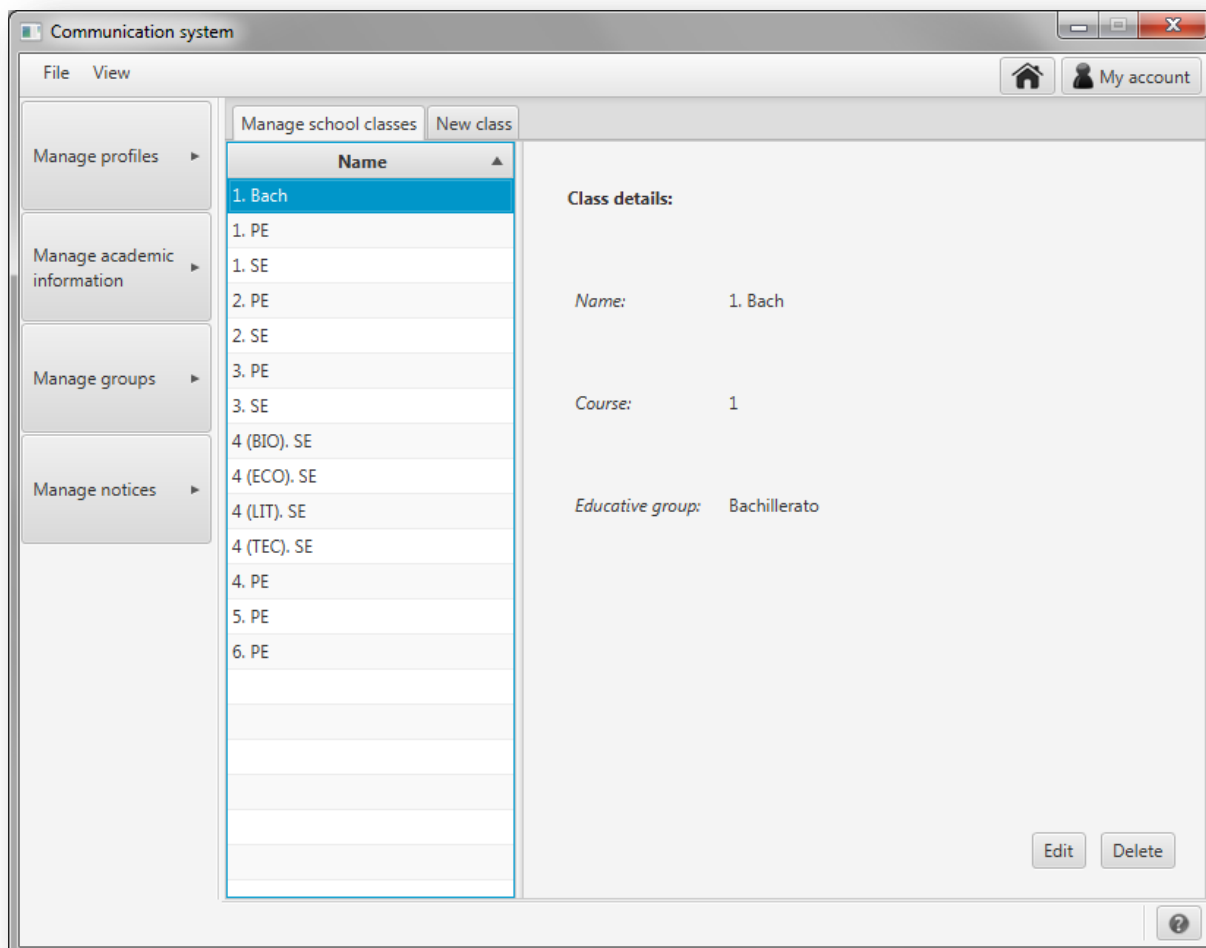 Communication system
File View
My account
Manage profiles
Manage academic
information
Manage groups
Manage notices
Manage school classes New class
Name
1. Bach
1. PE
1. SE
2. PE
2. SE
3. PE
3. SE
4 (BIO). SE
4 (ECO). SE
4 (LIT). SE
4 (TEC). SE
4. PE
5. PE
6. PE
Class details:
Name: 1. Bach
Course: 1
Educative group: Bachillerato
Edit Delete
?